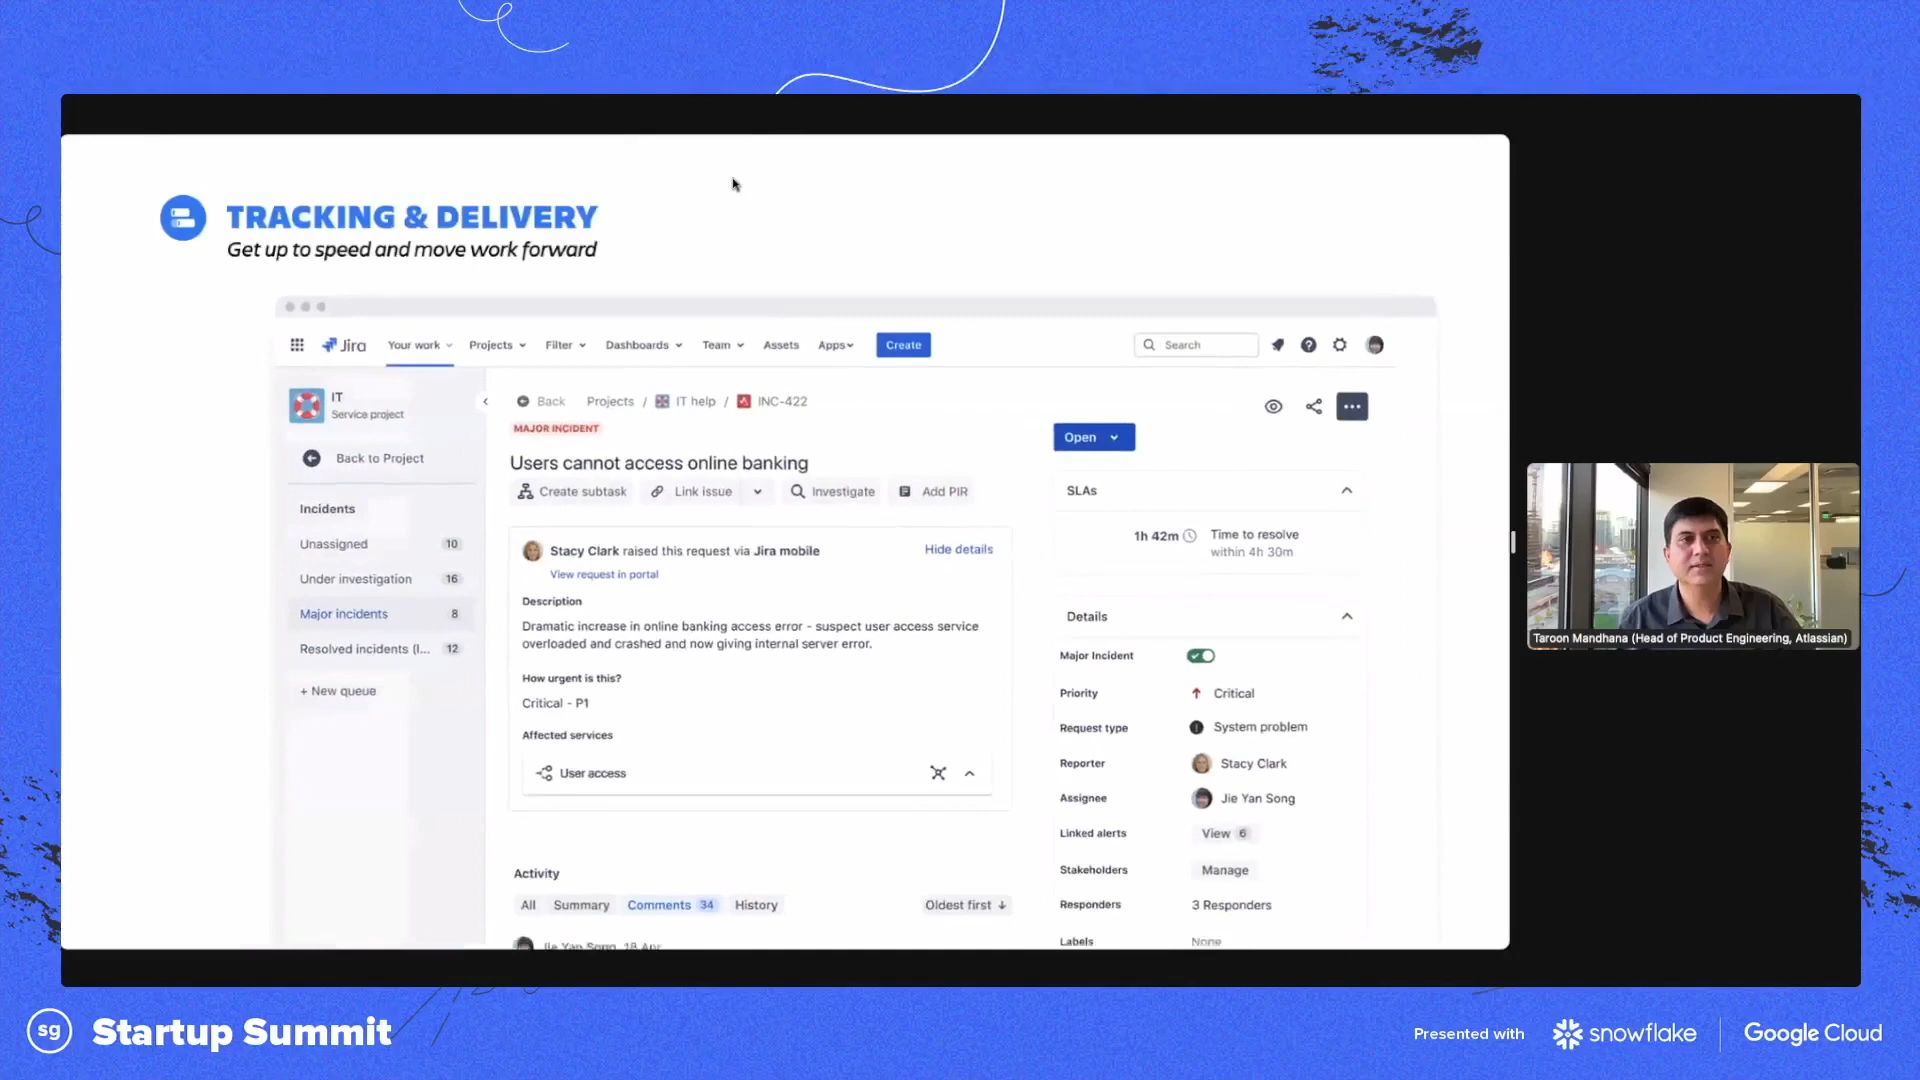 TRACKING & DELIVERY
Get up to speed and move work forward
Jira
Your work
Projects
Filter
Dashboards
Team
Assets
Apps
Create
Search
IT
Service project
Back to Project
Incidents
Unassigned 10
Under investigation 16
Major incidents 8
Resolved incidents (I... 12
+ New queue
Back Projects / IT help / INC-422
MAJOR INCIDENT
Users cannot access online banking
Create subtask
Link issue
Investigate
Add PIR
Stacy Clark raised this request via Jira mobile
Hide details
View request in portal
Description
Dramatic increase in online banking access error - suspect user access service
overloaded and crashed and now giving internal server error.
How urgent is this?
Critical - P1
Affected services
User access
Activity
All Summary Comments 34 History
Oldest first
Jie Yan Song, 18 Apr
Open
SLAs
1h 42m Time to resolve
within 4h 30m
Details
Major Incident
Priority Critical
Request type System problem
Reporter Stacy Clark
Assignee Jie Yan Song
Linked alerts View 6
Stakeholders Manage
Responders 3 Responders
Labels None
Taroon Mandhana (Head of Product Engineering, Atlassian)
sg Startup Summit
Presented with
snowflake
Google Cloud